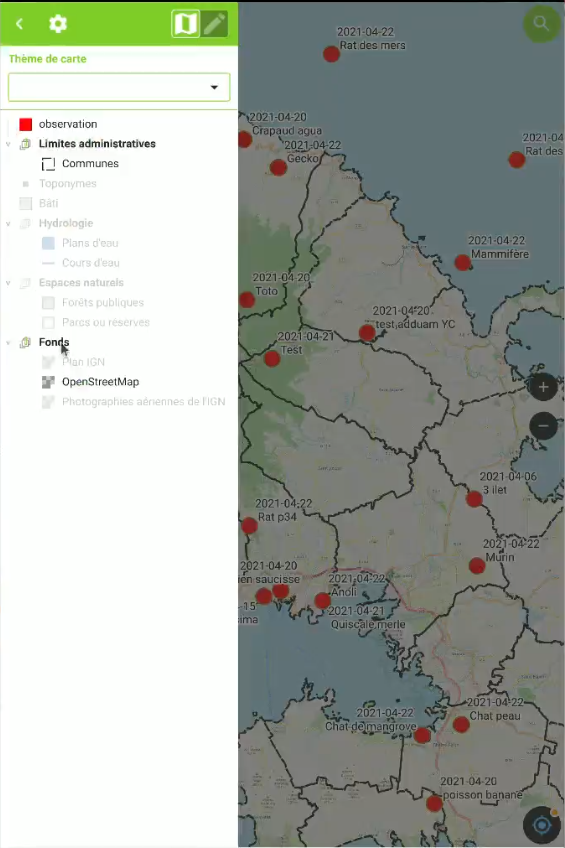 Thème de carte
observation
Limites administratives
Communes
Toponymes
Bâti
Hydrologie
Plans d'eau
Cours d'eau
Espaces naturels
Forêts publiques
Parcs ou réserves
Fonds
Plan IGN
OpenStreetMap
Photographies aériennes de l'IGN
2021-04-22
Rat des mers
2021-04-20
Crapaud agua
2021-04-22
Gecko
2021-04
Rat des
2021-04-22
Mammifère
2021-04-20
Toto
2021-04-20
test adduam YC
2021-04-21
Test
2021-04-06
3 ilet
2021-04-22
Rat p34
2021-04-22
Murin
2021-04-20
ien saucisse
2021-04-22
Anoli
-15
sima
2021-04-21
Quiscale merle
2021-04-22
Chat peau
2021-04-22
Chat de mangrove
2021-04-20
poisson banane